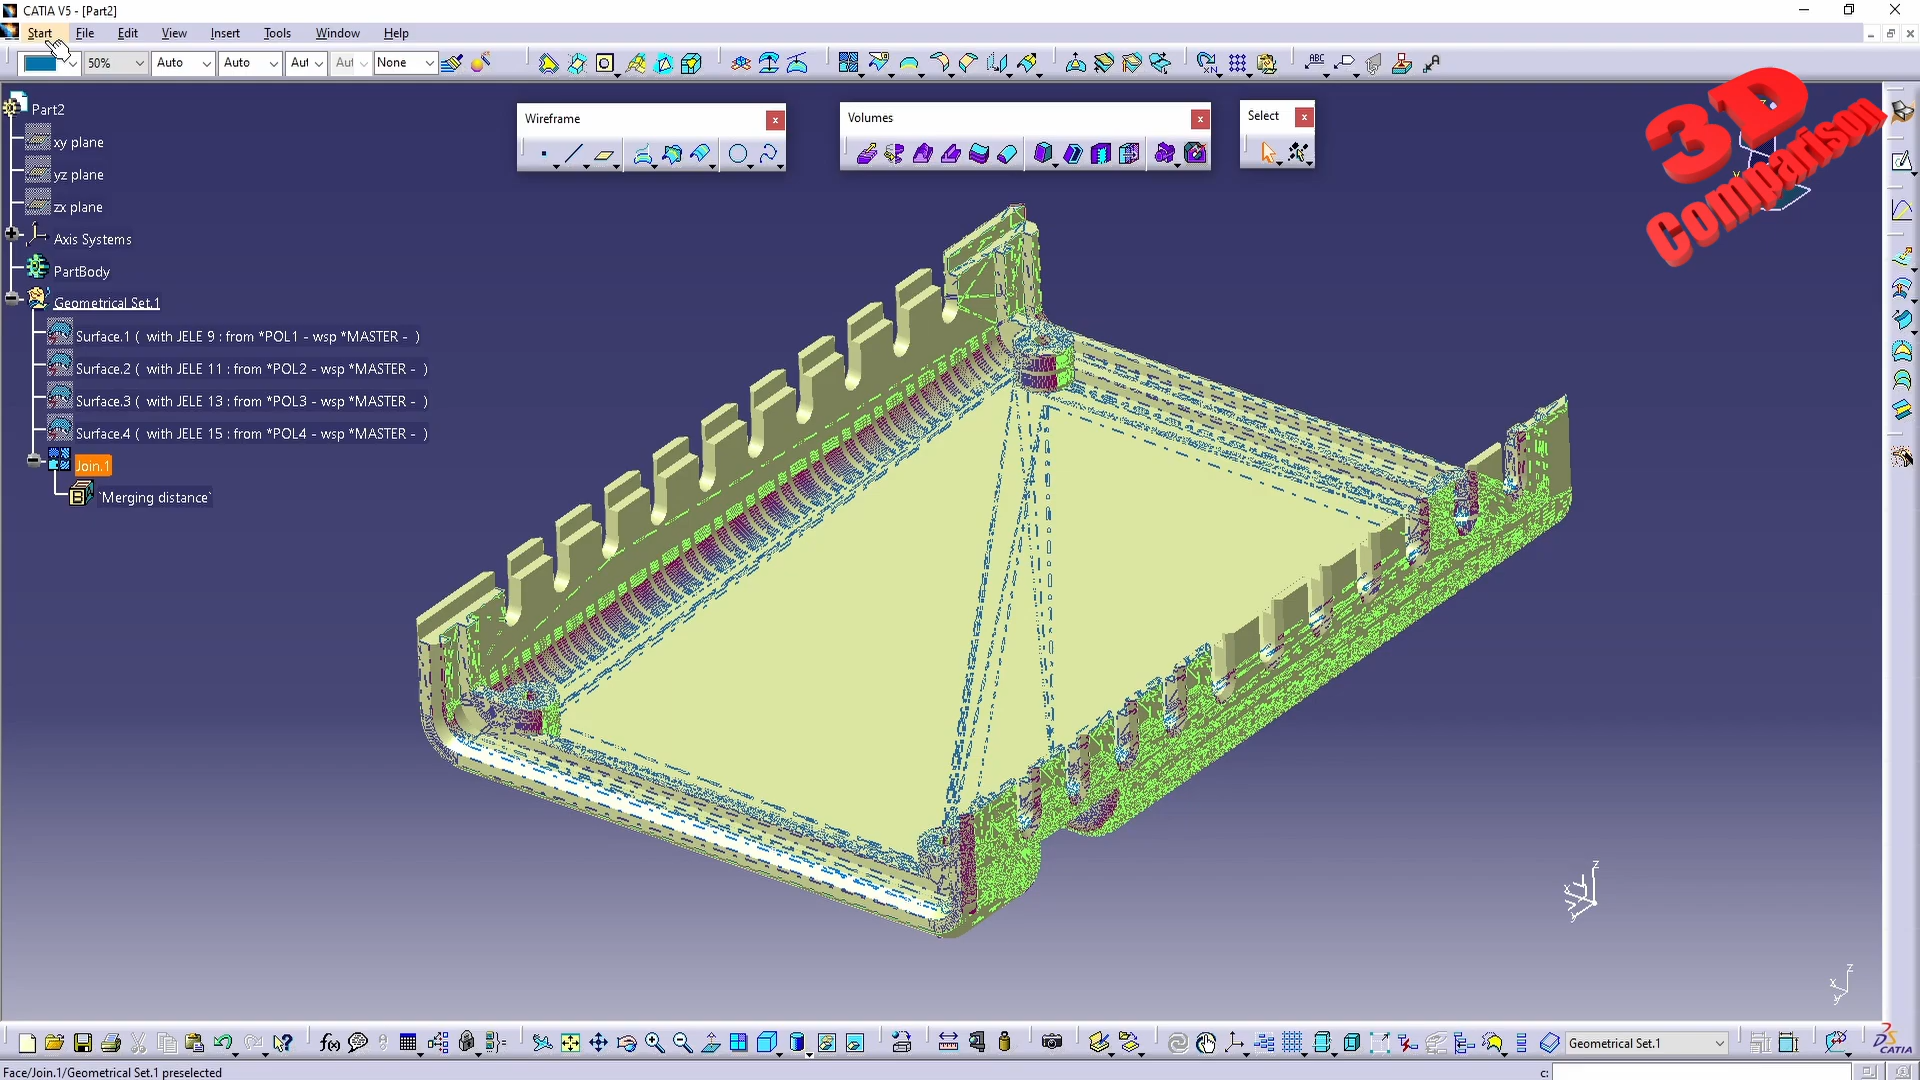 CATIA V5 - [Part2]
Start File Edit View Insert Tools Window Help
50% Auto Auto Aut Aut None
ABC
Part2
xy plane
yz plane
zx plane
Axis Systems
PartBody
Geometrical Set.1
Surface.1 ( with JELE 9 : from *POL1 - wsp *MASTER - )
Surface.2 ( with JELE 11 : from *POL2 - wsp *MASTER - )
Surface.3 ( with JELE 13 : from *POL3 - wsp *MASTER - )
Surface.4 ( with JELE 15 : from *POL4 - wsp *MASTER - )
Join.1
`Merging distance`
Wireframe
Volumes
Select
3D
Comparison
z
x
y
z
x
y
f(x)
Geometrical Set.1
CATIA
Face/Join.1/Geometrical Set.1 preselected
c: